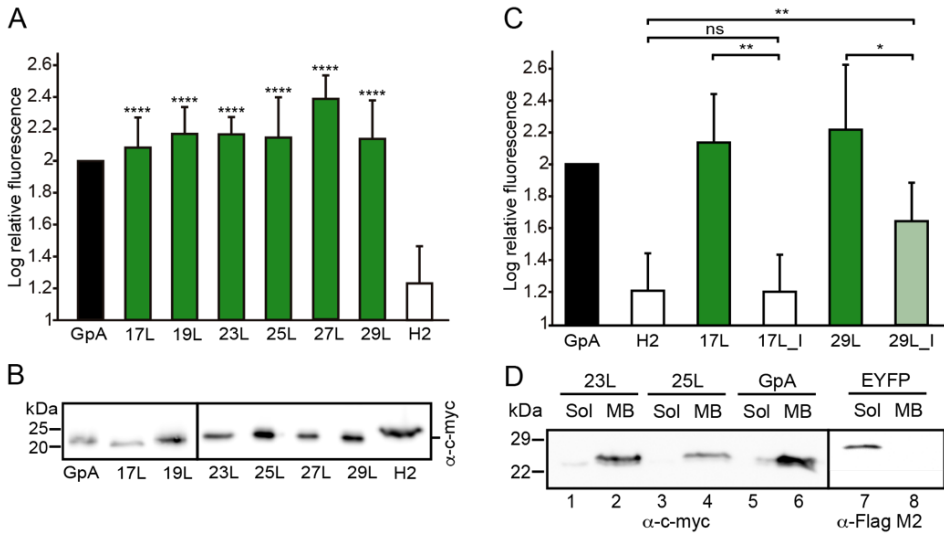 A
Log relative fluorescence
2.6
2.4
2.2
2
1.8
1.6
1.4
1.2
1
**** **** **** **** **** ****
GpA 17L 19L 23L 25L 27L 29L H2
B
kDa
25
20
α-c-myc
GpA 17L 19L 23L 25L 27L 29L H2
C
Log relative fluorescence
**
ns
** *
2.6
2.4
2.2
2
1.8
1.6
1.4
1.2
1
GpA H2 17L 17L_I 29L 29L_I
D
23L 25L GpA EYFP
kDa Sol MB Sol MB Sol MB Sol MB
29
22
1 2 3 4 5 6 7 8
α-c-myc α-Flag M2